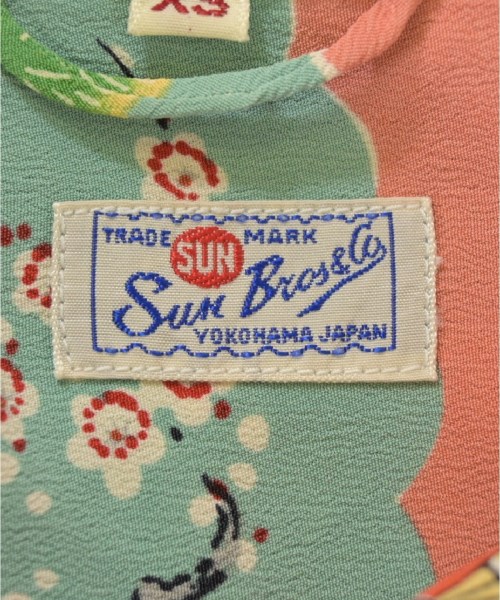 XS
TRADE SUN MARK
Sun Bros & Co
YOKOHAMA JAPAN